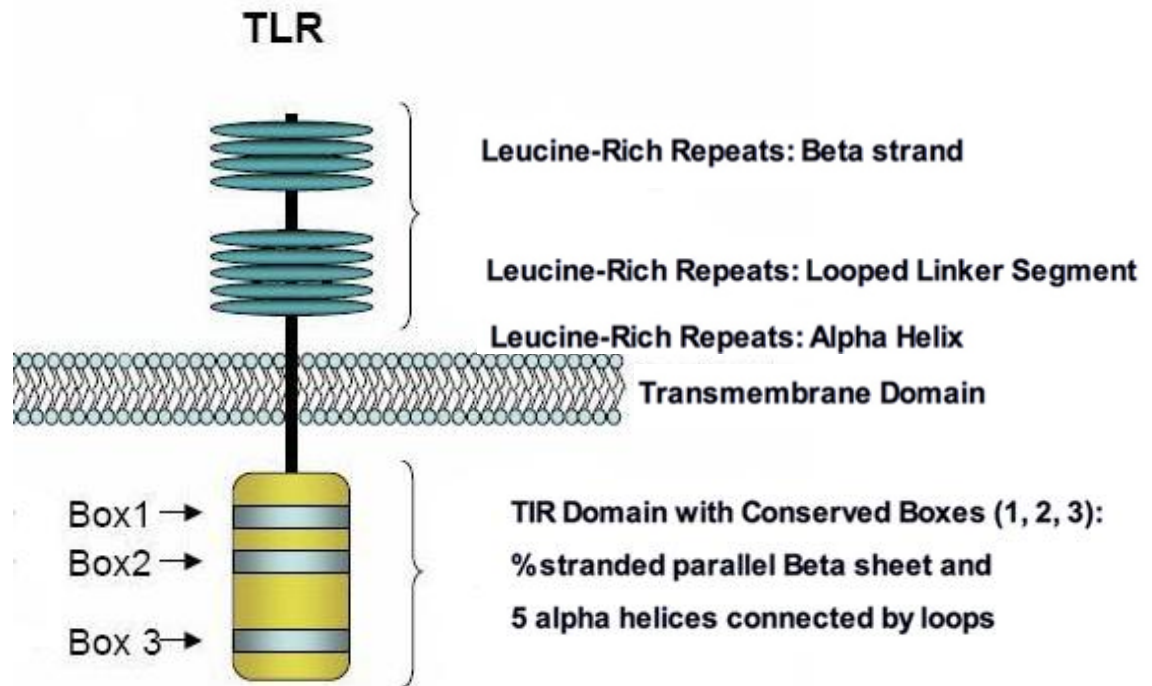 TLR
Leucine-Rich Repeats: Beta strand
Leucine-Rich Repeats: Looped Linker Segment
Leucine-Rich Repeats: Alpha Helix
Transmembrane Domain
Box1
Box2
Box 3
TIR Domain with Conserved Boxes (1, 2, 3):
%stranded parallel Beta sheet and
5 alpha helices connected by loops